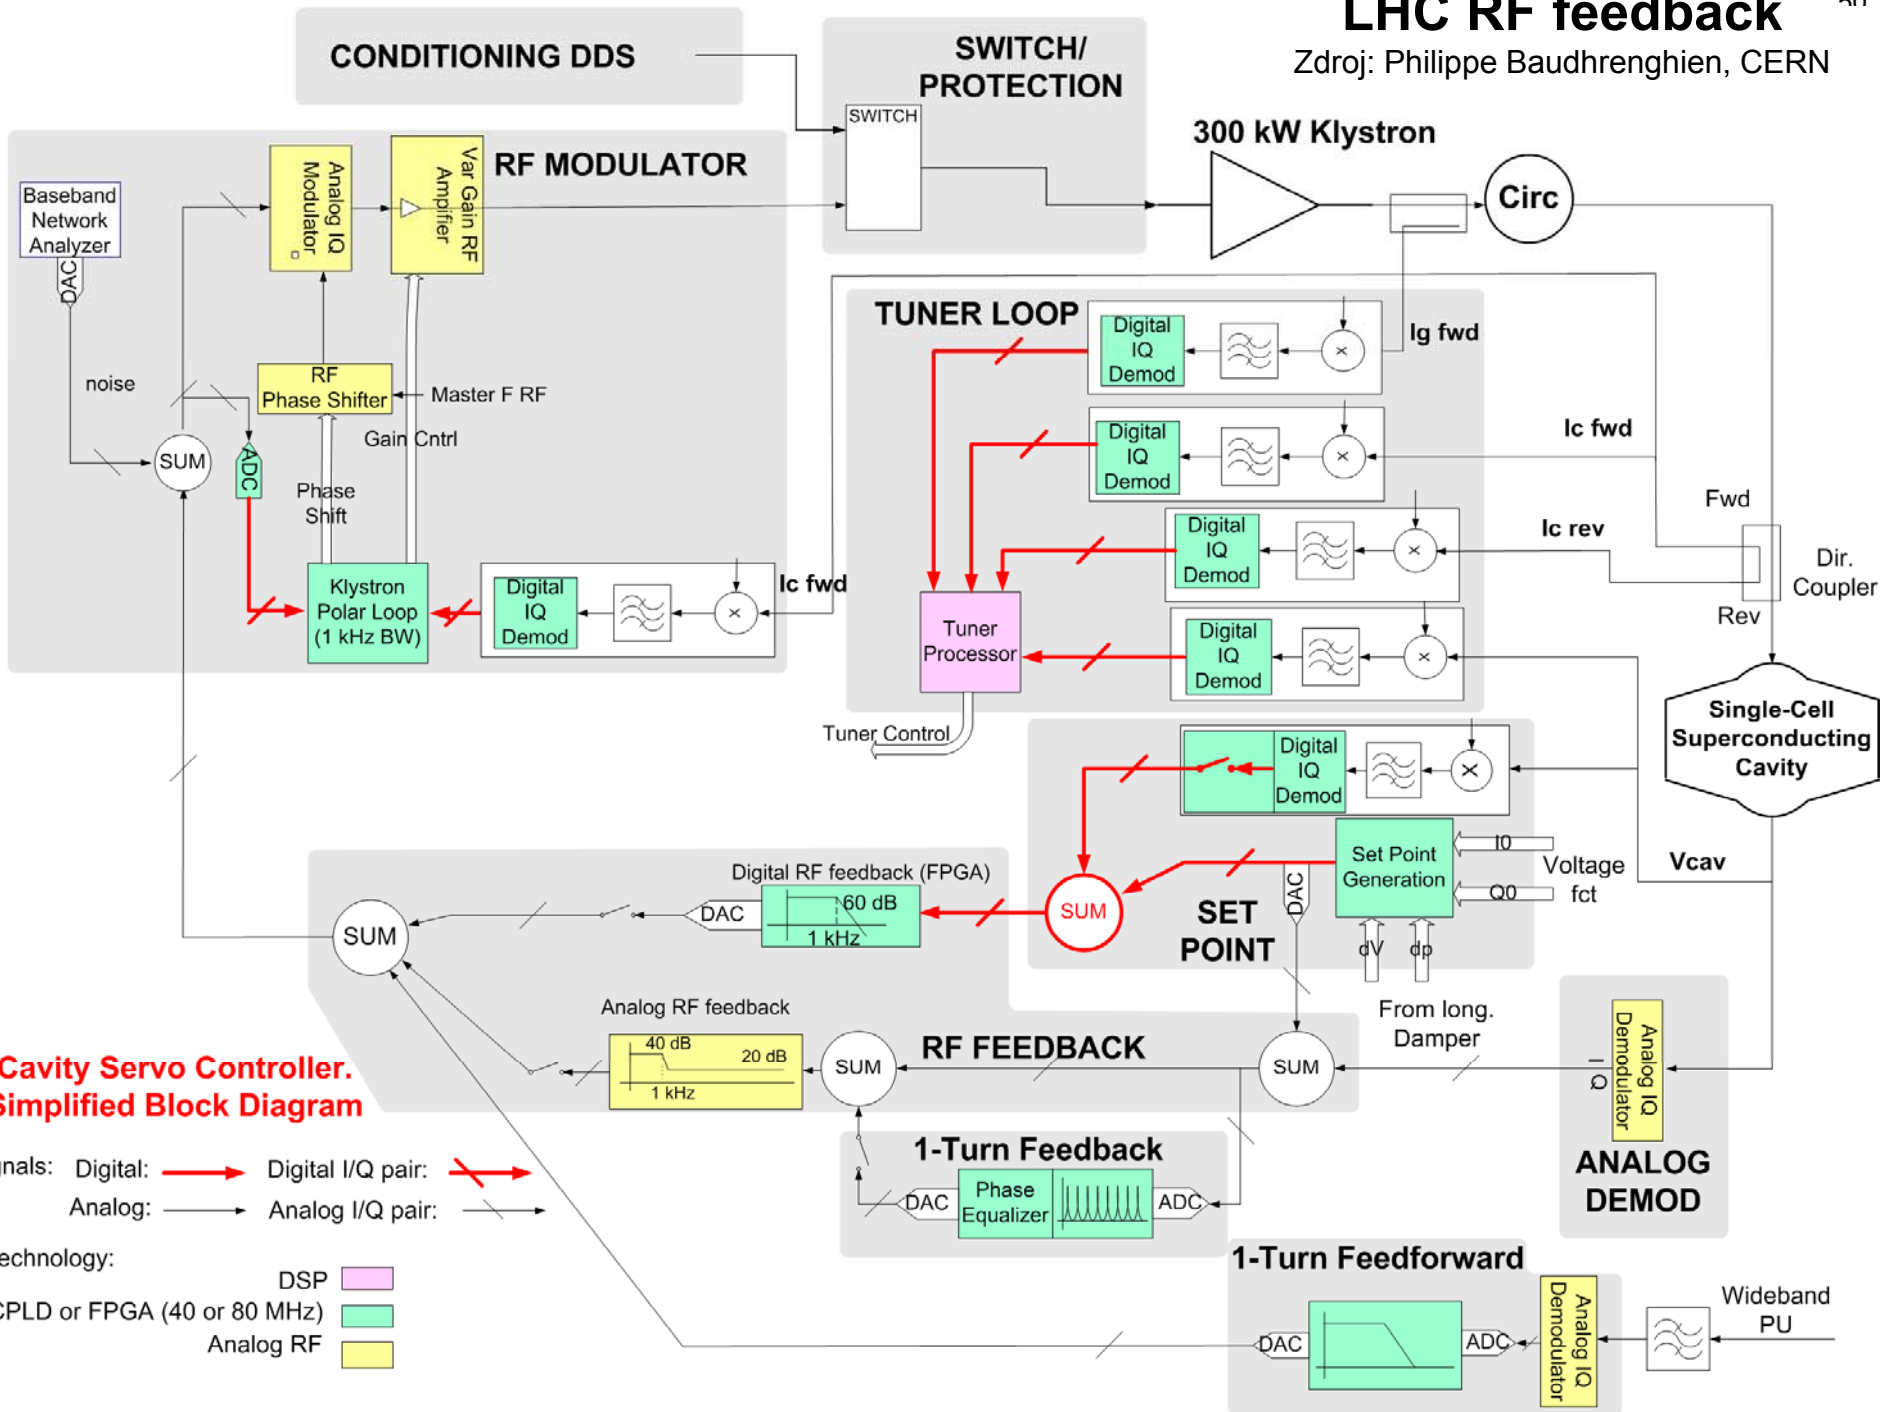 LHC RF feedback
Zdroj: Philippe Baudhrenghien, CERN
CONDITIONING DDS
SWITCH/
PROTECTION
SWITCH
300 kW Klystron
Circ
RF MODULATOR
Baseband
Network
Analyzer
DAC
Analog IQ
Modulator
Var Gain RF
Ampifier
noise
RF
Phase Shifter
Master F RF
Gain Cntrl
SUM
ADC
Phase
Shift
Klystron
Polar Loop
(1 kHz BW)
Digital
IQ
Demod
x
Ic fwd
TUNER LOOP
Digital
IQ
Demod
x
Ig fwd
Digital
IQ
Demod
x
Ic fwd
Digital
IQ
Demod
x
Ic rev
Digital
IQ
Demod
x
Tuner
Processor
Tuner Control
Fwd
Dir.
Coupler
Rev
Single-Cell
Superconducting
Cavity
Digital
IQ
Demod
X
Set Point
Generation
I0
Q0
Voltage
fct
Vcav
dV
dp
DAC
SET
POINT
SUM
Digital RF feedback (FPGA)
60 dB
1 kHz
DAC
SUM
Analog RF feedback
40 dB
20 dB
1 kHz
SUM
RF FEEDBACK
SUM
From long.
Damper
Analog IQ
Demodulator
I
Q
ANALOG
DEMOD
1-Turn Feedback
DAC
Phase
Equalizer
ADC
1-Turn Feedforward
DAC
ADC
Analog IQ
Demodulator
Wideband
PU
Cavity Servo Controller.
Simplified Block Diagram
Digital:
Digital I/Q pair:
Analog:
Analog I/Q pair:
DSP
CPLD or FPGA (40 or 80 MHz)
Analog RF